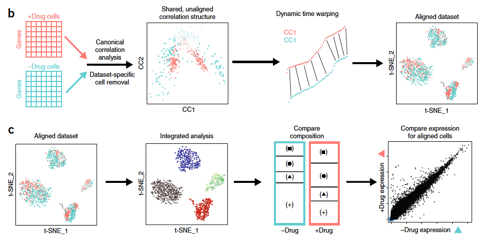 b
+Drug cells
Genes
–Drug cells
Genes
Canonical
correlation
analysis
Dataset-specific
cell removal
Shared, unaligned
correlation structure
CC2
CC1
Dynamic time warping
CC1
CC1
Aligned dataset
t-SNE_2
t-SNE_1
c
Aligned dataset
t-SNE_2
t-SNE_1
Integrated analysis
t-SNE_2
t-SNE_1
Compare
composition
(■)
(●)
(▲)
(+)
–Drug
(■)
(●)
(▲)
(+)
+Drug
Compare expression
for aligned cells
+Drug expression
–Drug expression